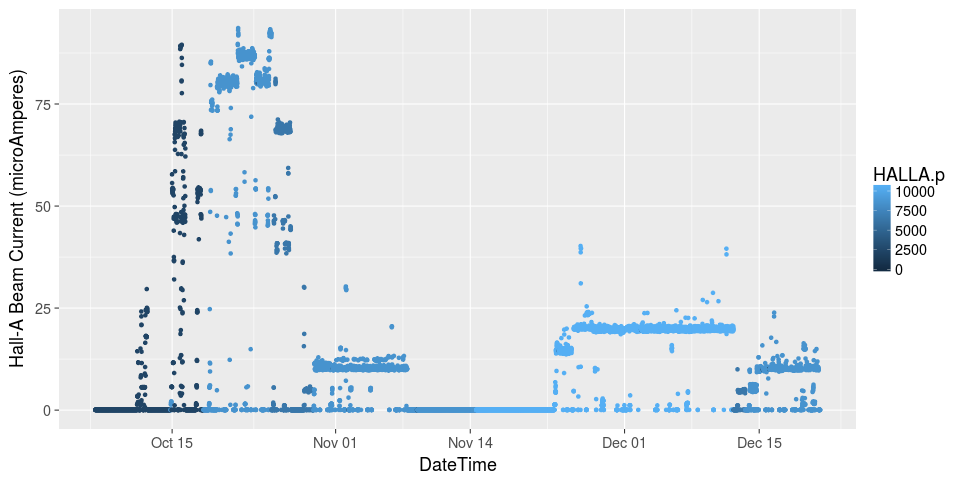 Hall-A Beam Current (microAmperes)
75
50
25
0
Oct 15
Nov 01
Nov 14
Dec 01
Dec 15
DateTime
HALLA.p
10000
7500
5000
2500
0